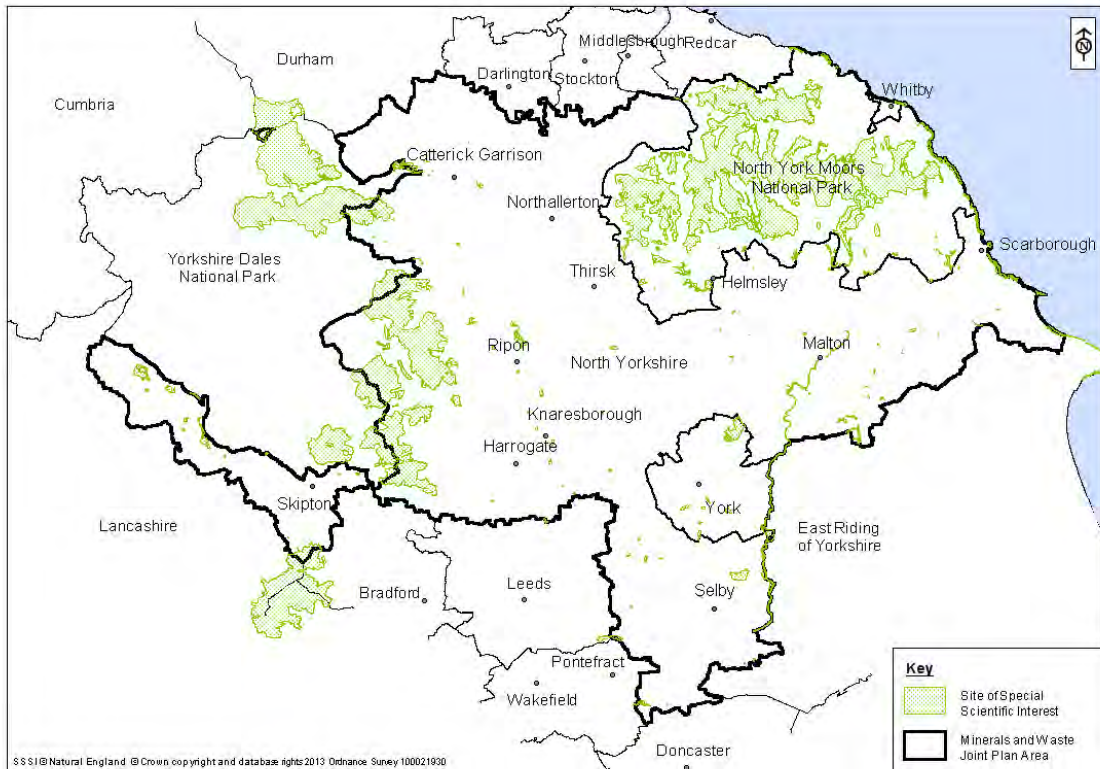 Middlesbrough
Redcar
Durham
Darlington
Stockton
Cumbria
Whitby
Catterick Garrison
North York Moors
National Park
Northallerton
Scarborough
Yorkshire Dales
National Park
Thirsk
Helmsley
Ripon
North Yorkshire
Malton
Knaresborough
Harrogate
Skipton
York
Lancashire
East Riding
of Yorkshire
Bradford
Leeds
Selby
Pontefract
Wakefield
Doncaster
Key
Site of Special
Scientific Interest
Minerals and Waste
Joint Plan Area
SSSI © Natural England © Crown copyright and database rights 2013 Ordnance Survey 100021930
N